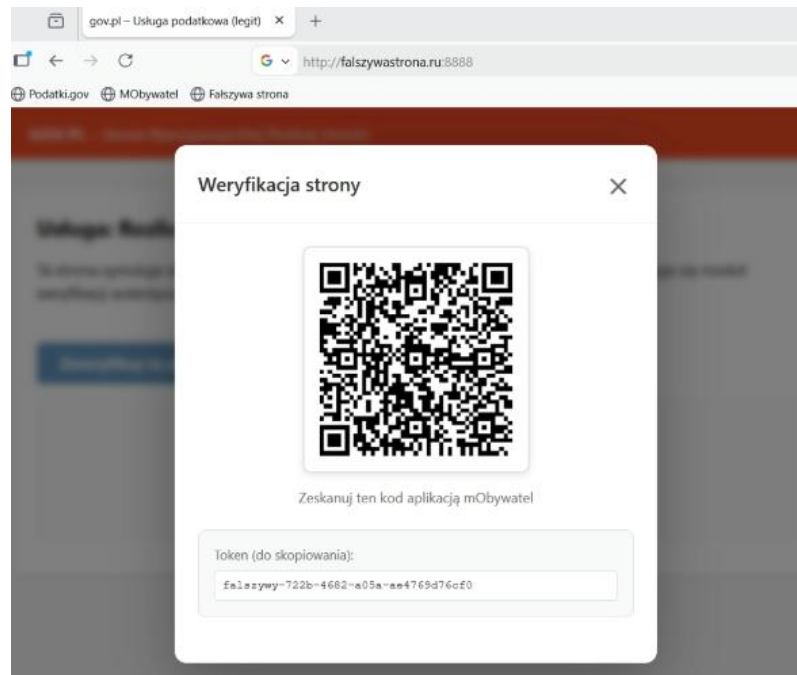 gov.pl – Usługa podatkowa (legit)
http://falszywastrona.ru:8888
Podatki.gov MObywatel Fałszywa strona
Weryfikacja strony
Zeskanuj ten kod aplikacją mObywatel
Token (do skopiowania):
falszywy-722b-4682-a05a-ae4769d76cf0